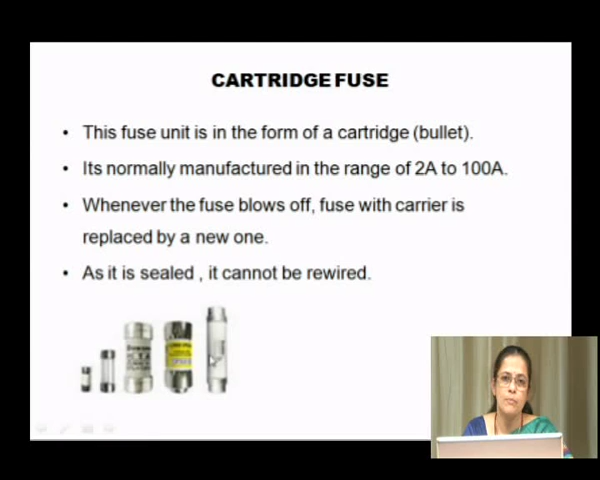 CARTRIDGE FUSE
• This fuse unit is in the form of a cartridge (bullet).
• Its normally manufactured in the range of 2A to 100A.
• Whenever the fuse blows off, fuse with carrier is
replaced by a new one.
• As it is sealed , it cannot be rewired.